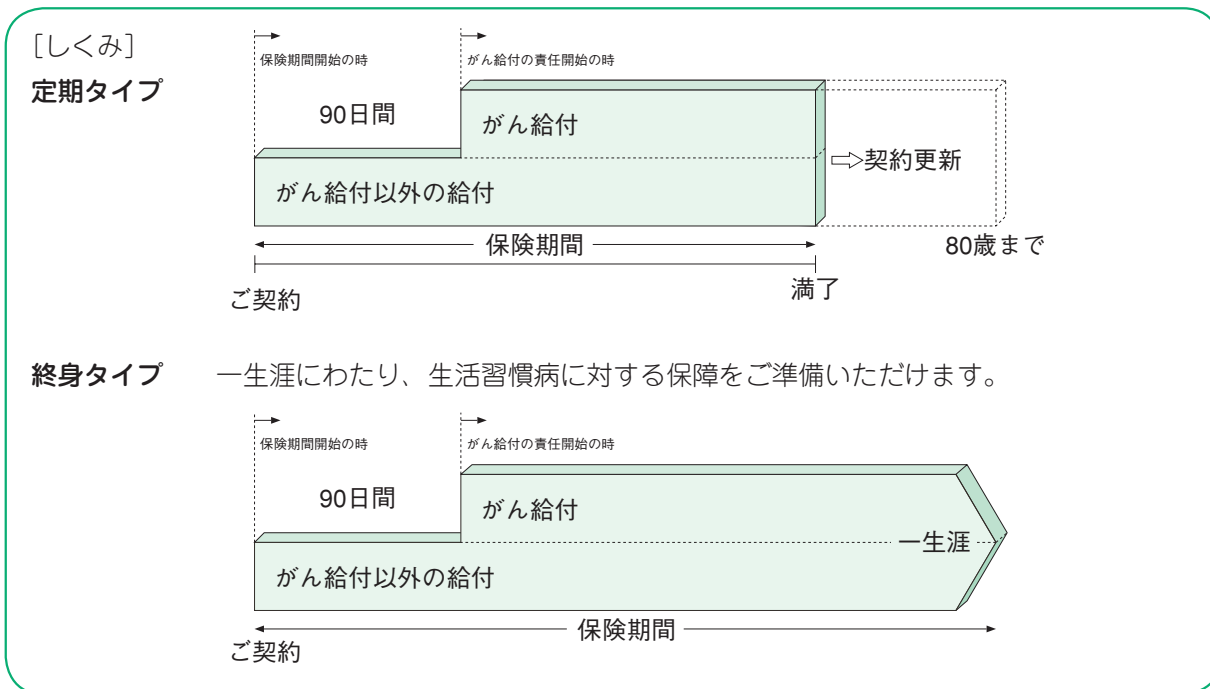 [しくみ]
定期タイプ
保険期間開始の時
がん給付の責任開始の時
90日間
がん給付
⇨契約更新
がん給付以外の給付
保険期間
80歳まで
満了
ご契約
終身タイプ 一生涯にわたり、生活習慣病に対する保障をご準備いただけます。
保険期間開始の時
がん給付の責任開始の時
90日間
がん給付
一生涯
がん給付以外の給付
保険期間
ご契約